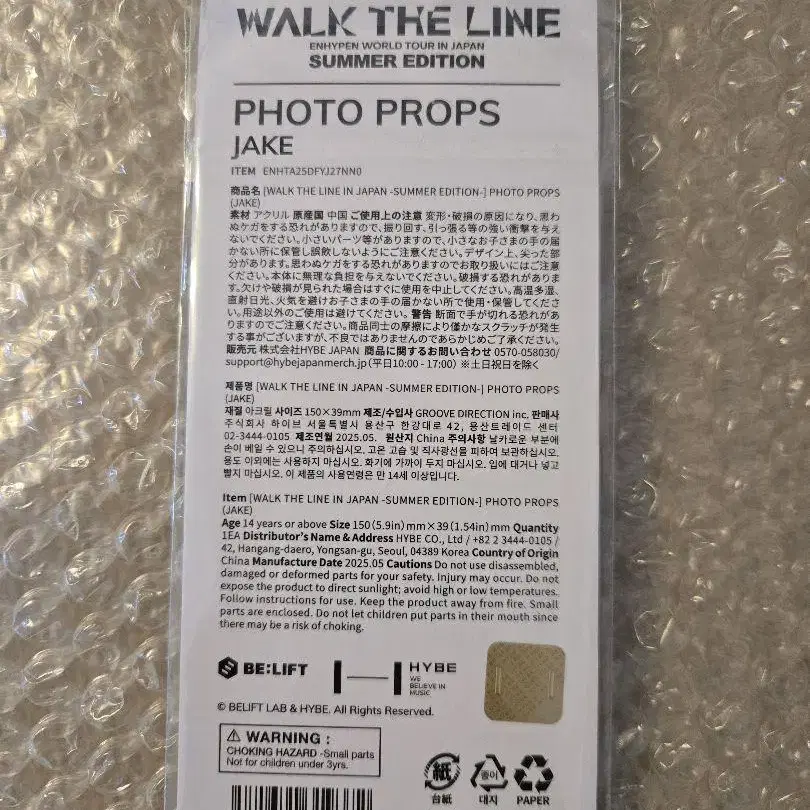 WALK THE LINE
ENHYPEN WORLD TOUR IN JAPAN
SUMMER EDITION
PHOTO PROPS
JAKE
ITEM ENHTA25DFYJ27NN0
商品名 [WALK THE LINE IN JAPAN -SUMMER EDITION-] PHOTO PROPS
(JAKE)
素材 アクリル 原産国 中国 ご使用上の注意 変形・破損の原因になり、思わ
ぬケガをする恐れがありますので、振り回す、引っ張る等の強い衝撃を与え
ないでください。小さいパーツ等がありますので、小さなお子さまの手の届
かない所に保管し誤飲しないようにご注意ください。デザイン上、尖った部
分があります。思わぬケガをする恐れがありますのでお取り扱いにはご注意
ください。本体に無理な負担を与えないでください。破損する恐れがありま
す。欠けや破損が見られた場合はすぐに使用を中止してください。高温多湿、
直射日光、火気を避けお子さまの手の届かない所で使用・保管してくださ
い。用途以外のご使用は避けてください。警告 断面で手が切れる恐れがあ
りますのでご注意ください。商品同士の摩擦により僅かなスクラッチが発生
する事がございますが、不良ではありませんのであらかじめご了承ください。
販売元 株式会社HYBE JAPAN 商品に関するお問い合わせ 0570-058030/
support@hybejapanmerch.jp(平日10:00 - 17:00) ※土日祝日を除く
제품명 [WALK THE LINE IN JAPAN -SUMMER EDITION-] PHOTO PROPS
(JAKE)
재질 아크릴 사이즈 150×39mm 제조/수입사 GROOVE DIRECTION inc. 판매사
주식회사 하이브 서울특별시 용산구 한강대로 42, 용산트레이드 센터
02-3444-0105 제조연월 2025.05. 원산지 China 주의사항 날카로운 부분에
손이 베일 수 있으니 주의하십시오. 고온 고습 및 직사광선을 피하여 보관하십시오.
용도 이외에는 사용하지 마십시오. 화기에 가까이 두지 마십시오. 입에 대거나 넣고
빨지 마십시오. 이 제품의 사용연령은 만 14세 이상입니다.
Item [WALK THE LINE IN JAPAN -SUMMER EDITION-] PHOTO PROPS
(JAKE)
Age 14 years or above Size 150(5.9in)mm×39(1.54in)mm Quantity
1EA Distributor's Name & Address HYBE CO., Ltd / +82 2 3444-0105 /
42, Hangang-daero, Yongsan-gu, Seoul, 04389 Korea Country of Origin
China Manufacture Date 2025.05 Cautions Do not use disassembled,
damaged or deformed parts for your safety. Injury may occur. Do not
expose the product to direct sunlight; avoid high or low temperatures.
Follow instructions for use. Keep the product away from fire. Small
parts are enclosed. Do not let children put parts in their mouth since
there may be a risk of choking.
BE:LIFT
HYBE
WE
BELIEVE IN
MUSIC
© BELIFT LAB & HYBE. All Rights Reserved.
WARNING :
CHOKING HAZARD -Small parts
Not for children under 3yrs.
紙
台紙
종이
대지
PAPER